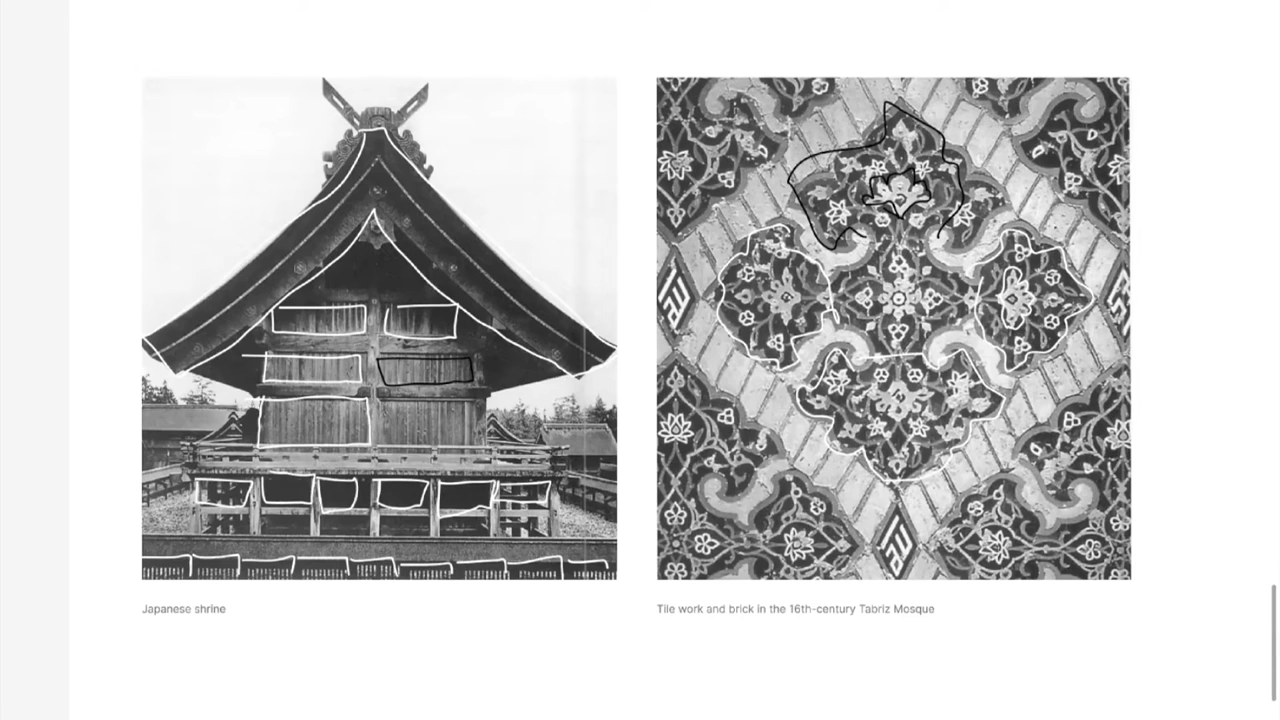 Japanese shrine
Tile work and brick in the 16th-century Tabriz Mosque